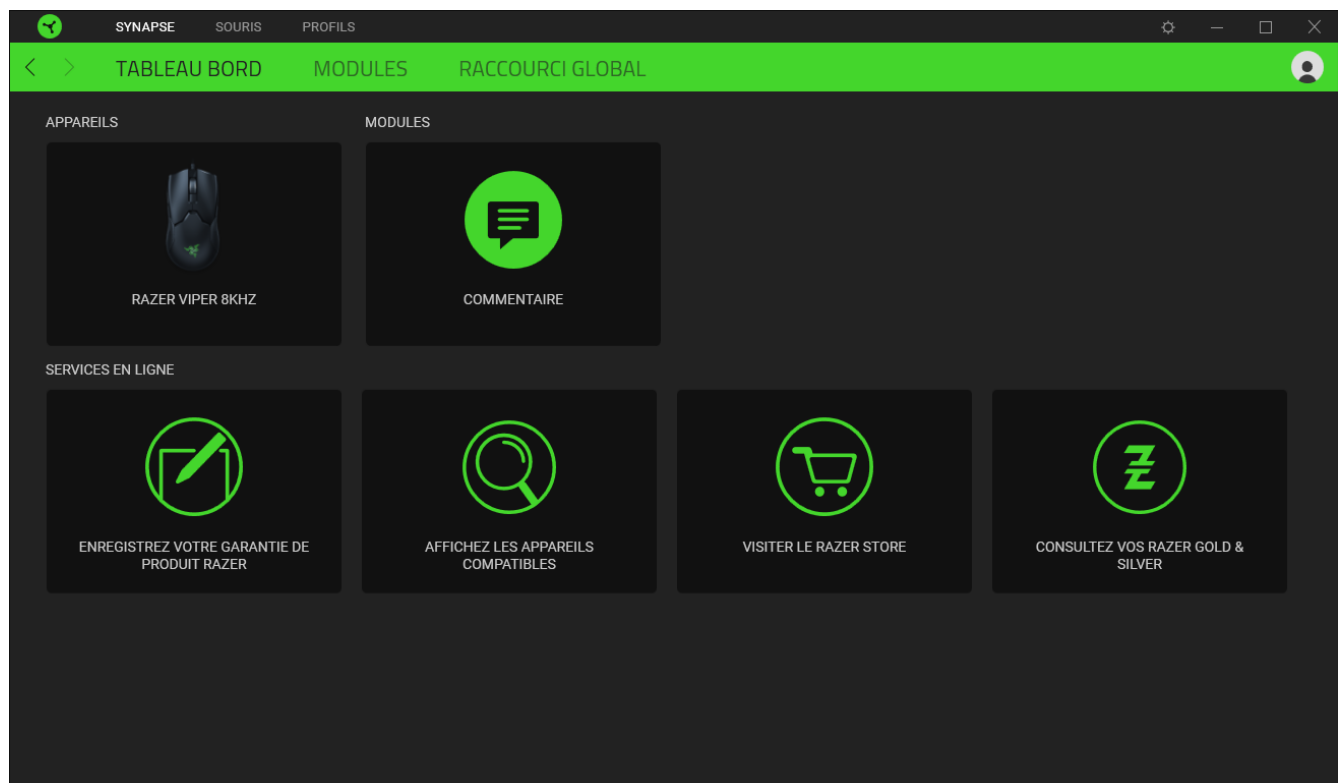 SYNAPSE SOURIS PROFILS
TABLEAU BORD MODULES RACCOURCI GLOBAL
APPAREILS MODULES
RAZER VIPER 8KHZ COMMENTAIRE
SERVICES EN LIGNE
ENREGISTREZ VOTRE GARANTIE DE
PRODUIT RAZER
AFFICHEZ LES APPAREILS
COMPATIBLES
VISITER LE RAZER STORE
CONSULTEZ VOS RAZER GOLD &
SILVER